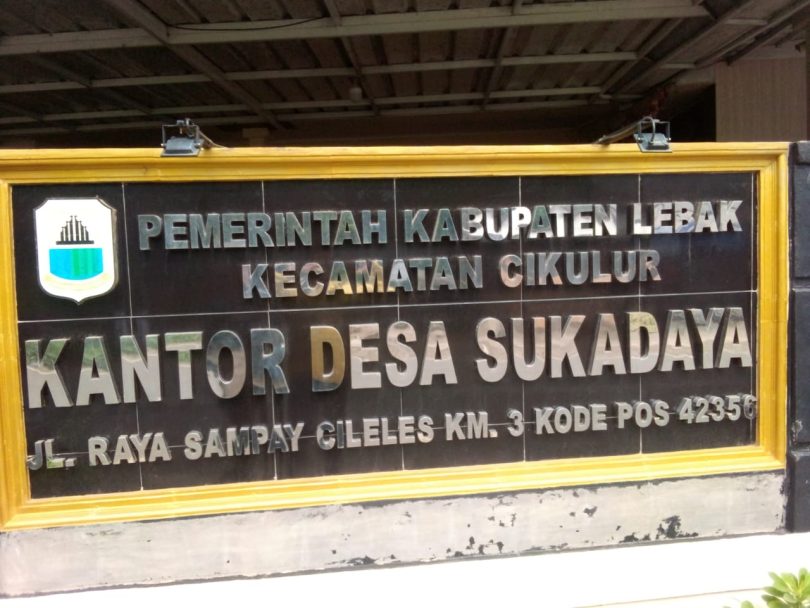 PEMERINTAH KABUPATEN LEBAK
KECAMATAN CIKULUR
KANTOR DESA SUKADAYA
JL. RAYA SAMPAY CILELES KM. 3 KODE POS 42356